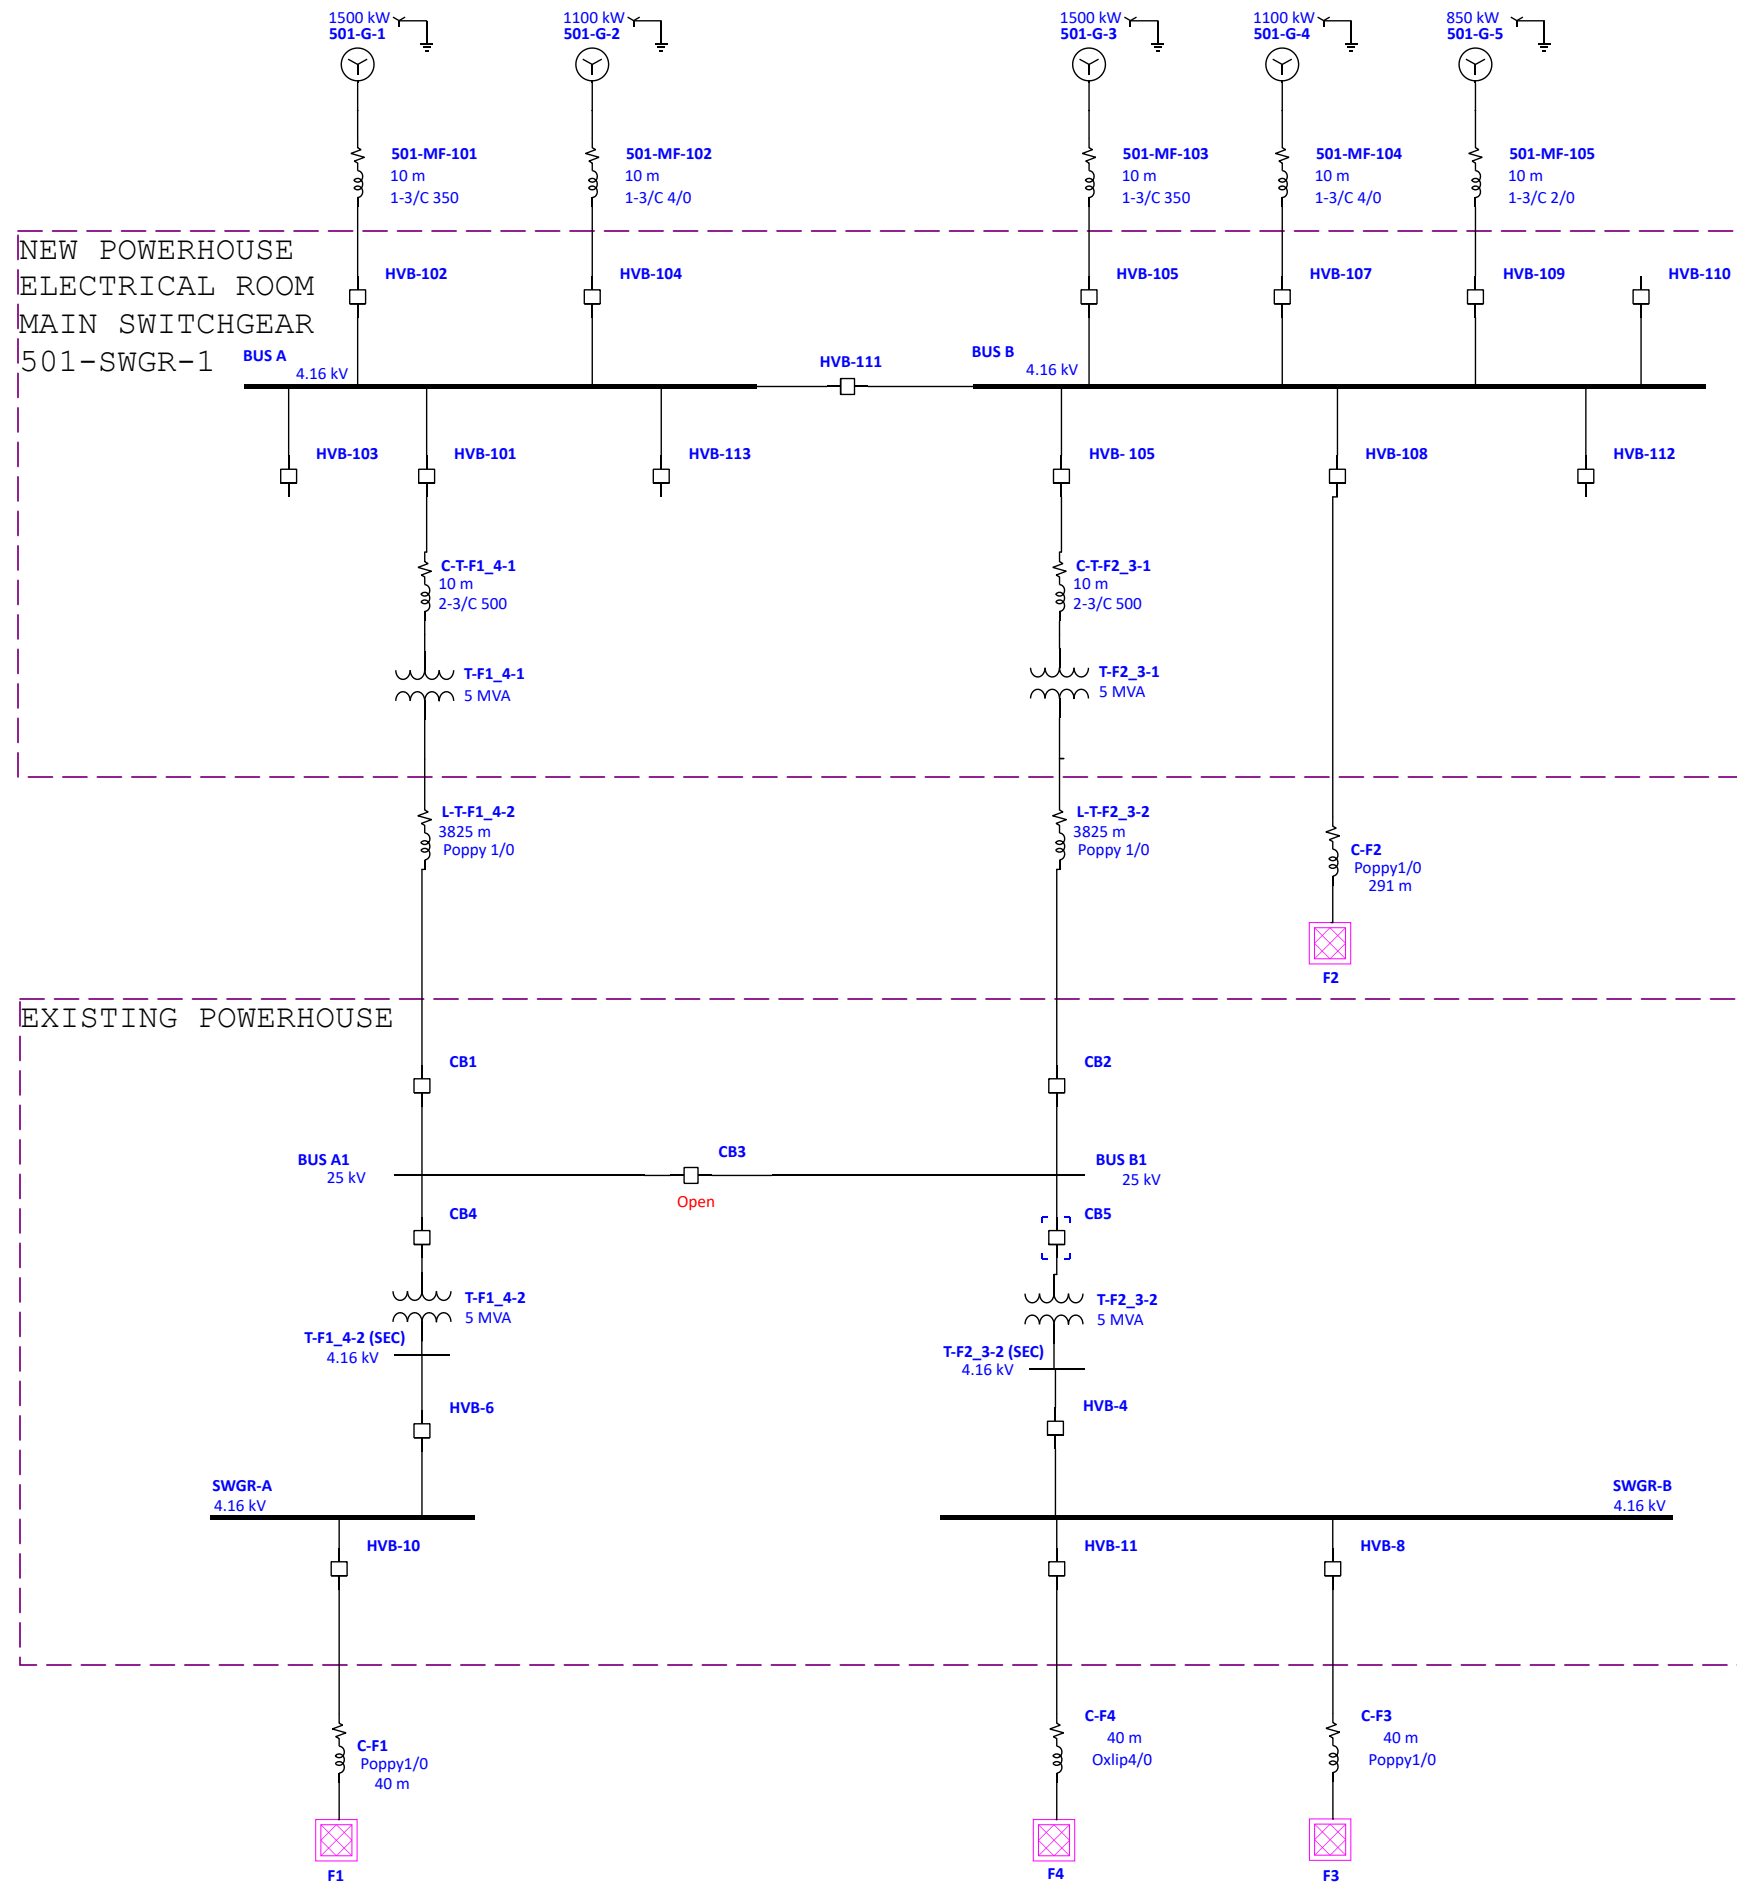 1500 kW
501-G-1
1100 kW
501-G-2
1500 kW
501-G-3
1100 kW
501-G-4
850 kW
501-G-5
501-MF-101
10 m
1-3/C 350
501-MF-102
10 m
1-3/C 4/0
501-MF-103
10 m
1-3/C 350
501-MF-104
10 m
1-3/C 4/0
501-MF-105
10 m
1-3/C 2/0
NEW POWERHOUSE
ELECTRICAL ROOM
MAIN SWITCHGEAR
501-SWGR-1
HVB-102
HVB-104
HVB-105
HVB-107
HVB-109
HVB-110
BUS A
4.16 kV
HVB-111
BUS B
4.16 kV
HVB-103
HVB-101
HVB-113
HVB- 105
HVB-108
HVB-112
C-T-F1_4-1
10 m
2-3/C 500
C-T-F2_3-1
10 m
2-3/C 500
T-F1_4-1
5 MVA
T-F2_3-1
5 MVA
L-T-F1_4-2
3825 m
Poppy 1/0
L-T-F2_3-2
3825 m
Poppy 1/0
C-F2
Poppy1/0
291 m
F2
EXISTING POWERHOUSE
CB1
CB2
BUS A1
25 kV
CB3
Open
BUS B1
25 kV
CB4
CB5
T-F1_4-2
5 MVA
T-F2_3-2
5 MVA
T-F1_4-2 (SEC)
4.16 kV
T-F2_3-2 (SEC)
4.16 kV
HVB-6
HVB-4
SWGR-A
4.16 kV
SWGR-B
4.16 kV
HVB-10
HVB-11
HVB-8
C-F1
Poppy1/0
40 m
C-F4
40 m
Oxlip4/0
C-F3
40 m
Poppy1/0
F1
F4
F3